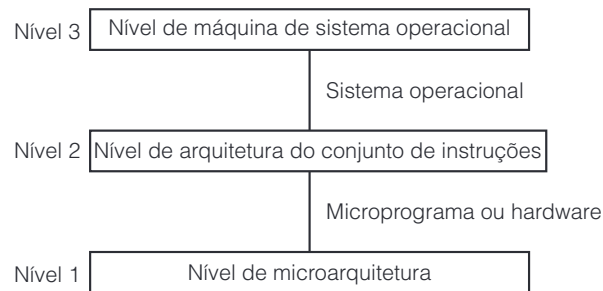 Nível 3 Nível de máquina de sistema operacional
Sistema operacional
Nível 2 Nível de arquitetura do conjunto de instruções
Microprograma ou hardware
Nível 1 Nível de microarquitetura